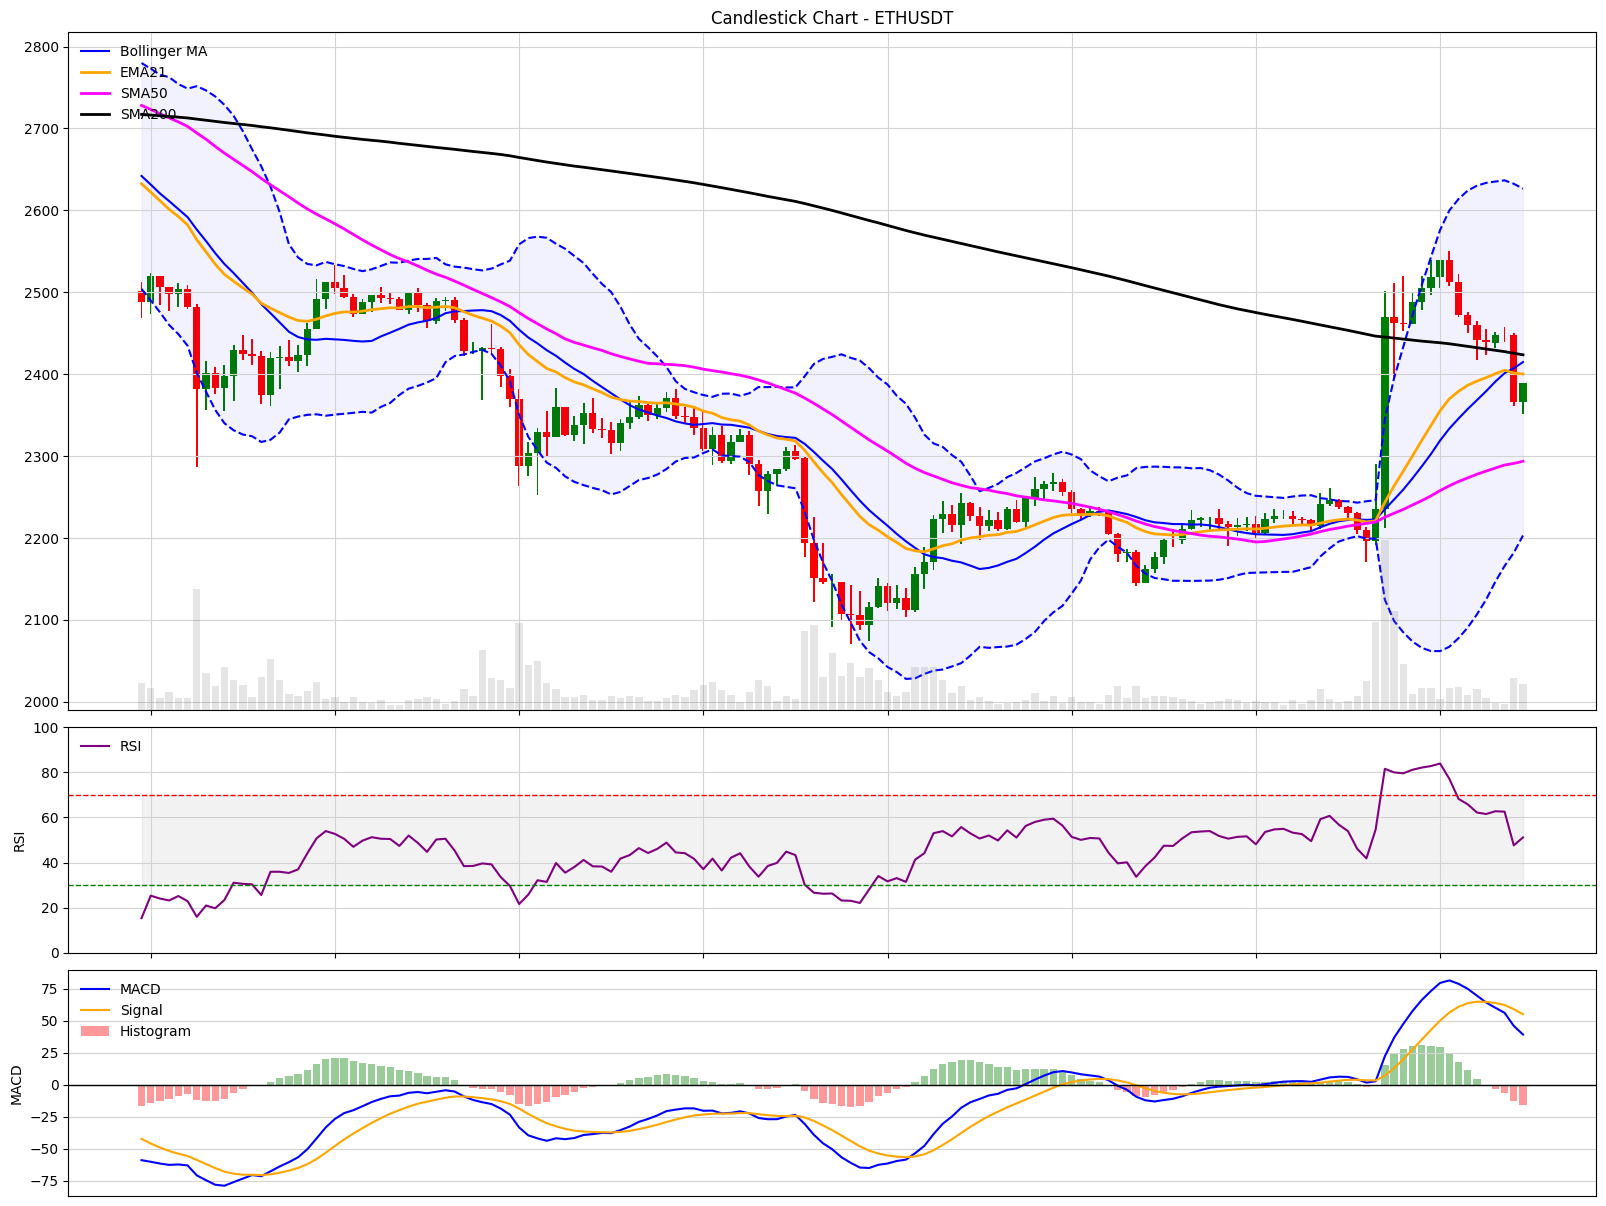 Candlestick Chart - ETHUSDT
Bollinger MA
EMA21
SMA50
SMA200
2800
2700
2600
2500
2400
2300
2200
2100
2000
RSI
RSI
100
80
60
40
20
0
MACD
Signal
Histogram
MACD
75
50
25
0
−25
−50
−75